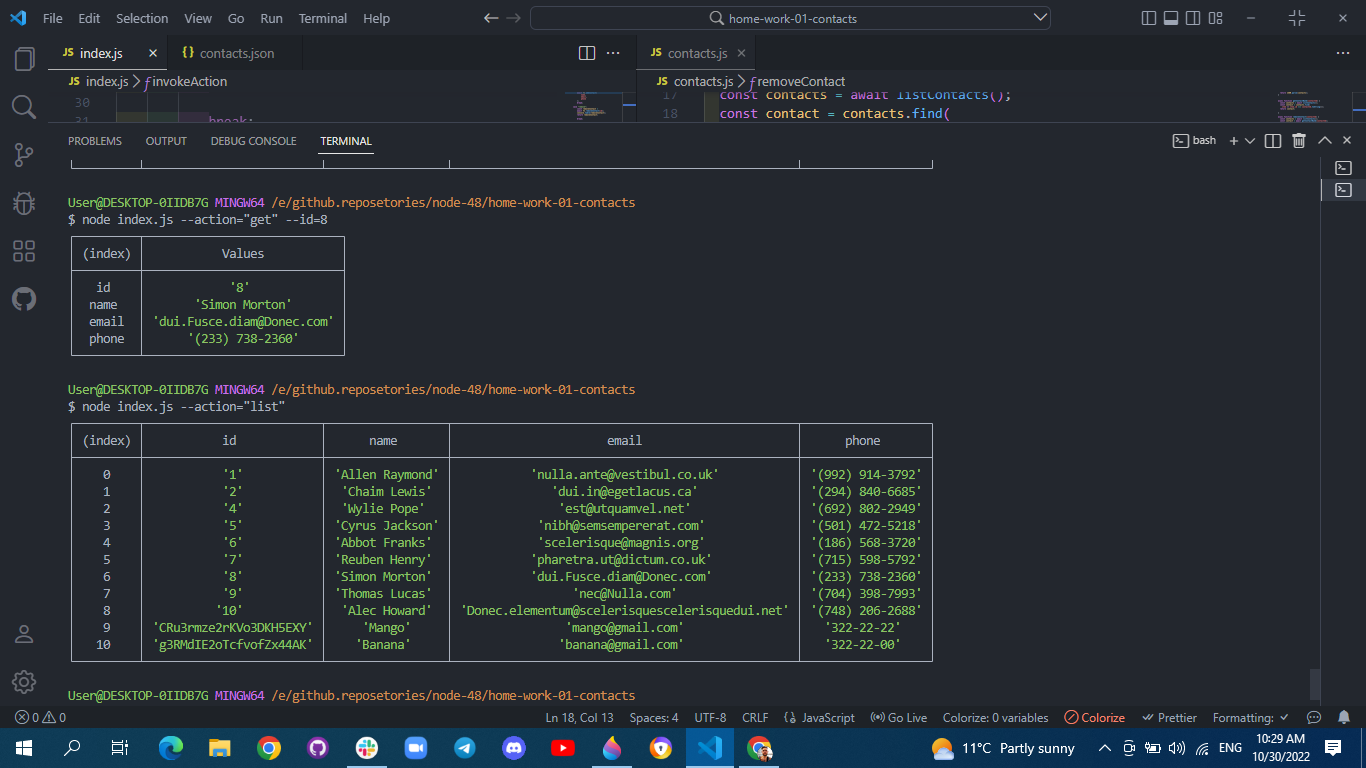 File Edit Selection View Go Run Terminal Help
home-work-01-contacts
JS index.js
{} contacts.json
JS contacts.js
JS index.js > invokeAction
JS contacts.js > removeContact
30
31 break;
17 const contacts = await listContacts();
18 const contact = contacts.find(
PROBLEMS OUTPUT DEBUG CONSOLE TERMINAL
bash
User@DESKTOP-0IIDB7G MINGW64 /e/github.reposetories/node-48/home-work-01-contacts
$ node index.js --action="get" --id=8
(index) Values
id '8'
name 'Simon Morton'
email 'dui.Fusce.diam@Donec.com'
phone '(233) 738-2360'
User@DESKTOP-0IIDB7G MINGW64 /e/github.reposetories/node-48/home-work-01-contacts
$ node index.js --action="list"
(index) id name email phone
0 '1' 'Allen Raymond' 'nulla.ante@vestibul.co.uk' '(992) 914-3792'
1 '2' 'Chaim Lewis' 'dui.in@egetlacus.ca' '(294) 840-6685'
2 '4' 'Wylie Pope' 'est@utquamvel.net' '(692) 802-2949'
3 '5' 'Cyrus Jackson' 'nibh@semsempererat.com' '(501) 472-5218'
4 '6' 'Abbot Franks' 'scelerisque@magnis.org' '(186) 568-3720'
5 '7' 'Reuben Henry' 'pharetra.ut@dictum.co.uk' '(715) 598-5792'
6 '8' 'Simon Morton' 'dui.Fusce.diam@Donec.com' '(233) 738-2360'
7 '9' 'Thomas Lucas' 'nec@Nulla.com' '(704) 398-7993'
8 '10' 'Alec Howard' 'Donec.elementum@scelerisquescelerisquedui.net' '(748) 206-2688'
9 'CRu3rmze2rKVo3DKH5EXY' 'Mango' 'mango@gmail.com' '322-22-22'
10 'g3RMdIE2oTcfvofZx44AK' 'Banana' 'banana@gmail.com' '322-22-00'
User@DESKTOP-0IIDB7G MINGW64 /e/github.reposetories/node-48/home-work-01-contacts
0 0 Ln 18, Col 13 Spaces: 4 UTF-8 CRLF JavaScript Go Live Colorize: 0 variables Colorize Prettier Formatting:
11°C Partly sunny ENG
10:29 AM
10/30/2022